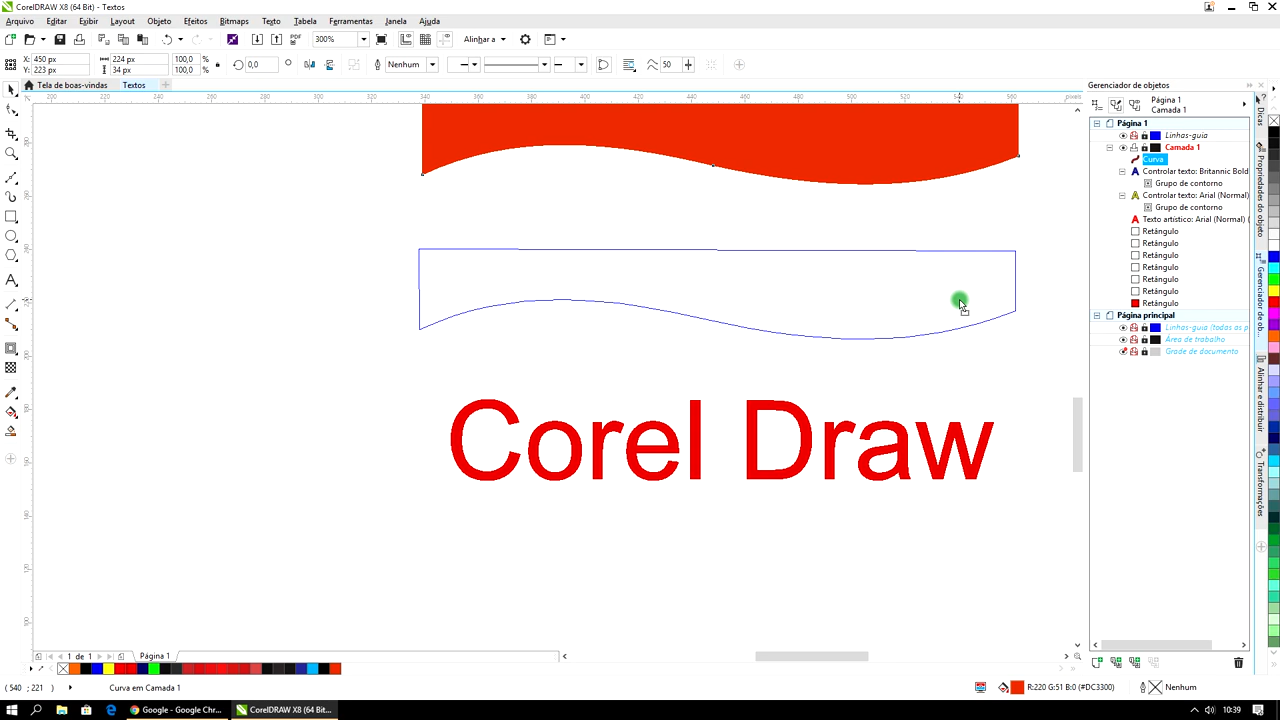 CorelDRAW X8 (64 Bit) - Textos
Arquivo Editar Exibir Layout Objeto Efeitos Bitmaps Texto Tabela Ferramentas Janela Ajuda
300% Alinhar a
X: 450 px 224 px 100,0 % 0,0 Nenhum 50
Y: 223 px 34 px 100,0 %
Tela de boas-vindas Textos
Gerenciador de objetos
Página 1
Camada 1
Página 1
Linhas-guia
Camada 1
Curva
Controlar texto: Britannic Bold
Grupo de contorno
Controlar texto: Arial (Normal)
Grupo de contorno
Texto artístico: Arial (Normal) (
Retângulo
Retângulo
Retângulo
Retângulo
Retângulo
Retângulo
Retângulo
Página principal
Linhas-guia (todas as p
Área de trabalho
Grade de documento
Dicas
Propriedades do objeto
Gerenciador de ob...
Alinhar e distribuir
Transformações
Corel Draw
1 de 1 Página 1
( 540 ; 221 ) Curva em Camada 1 R:220 G:51 B:0 (#DC3300) Nenhum
Google - Google Chr... CorelDRAW X8 (64 Bit... 10:39